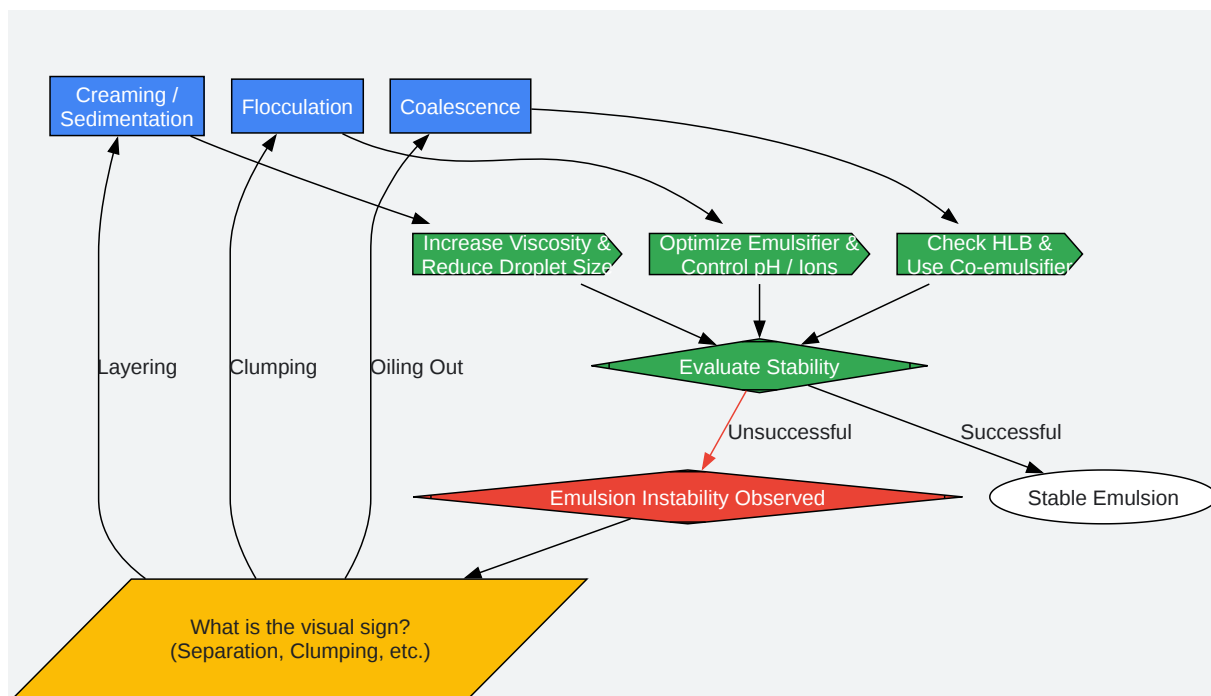 Creaming /
Sedimentation
Flocculation
Coalescence
Increase Viscosity &
Reduce Droplet Size
Optimize Emulsifier &
Control pH / Ions
Check HLB &
Use Co-emulsifier
Layering
Clumping
Oiling Out
Evaluate Stability
Unsuccessful
Successful
Emulsion Instability Observed
Stable Emulsion
What is the visual sign?
(Separation, Clumping, etc.)